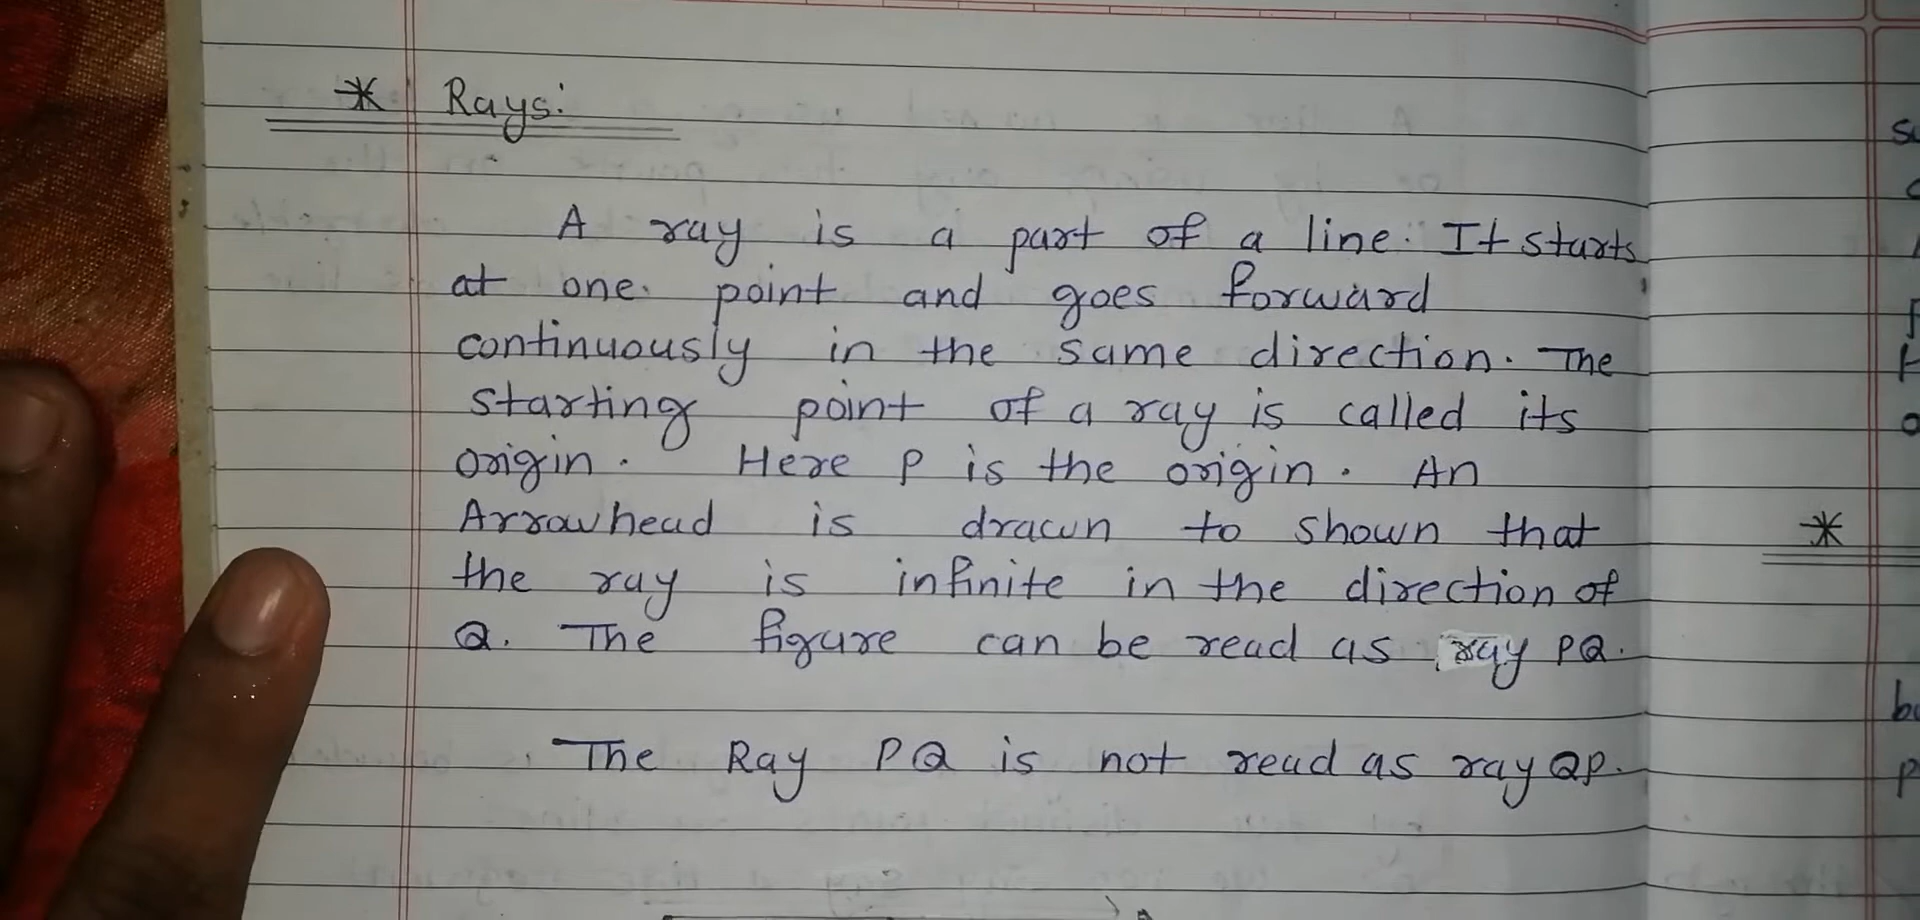 * Rays:
A ray is a part of a line. It starts
at one point and goes forward
continuously in the same direction. The
starting point of a ray is called its
origin. Here P is the origin. An
Arrowhead is drawn to shown that
the ray is infinite in the direction of
Q. The figure can be read as ray PQ.
The Ray PQ is not read as ray QP.
*